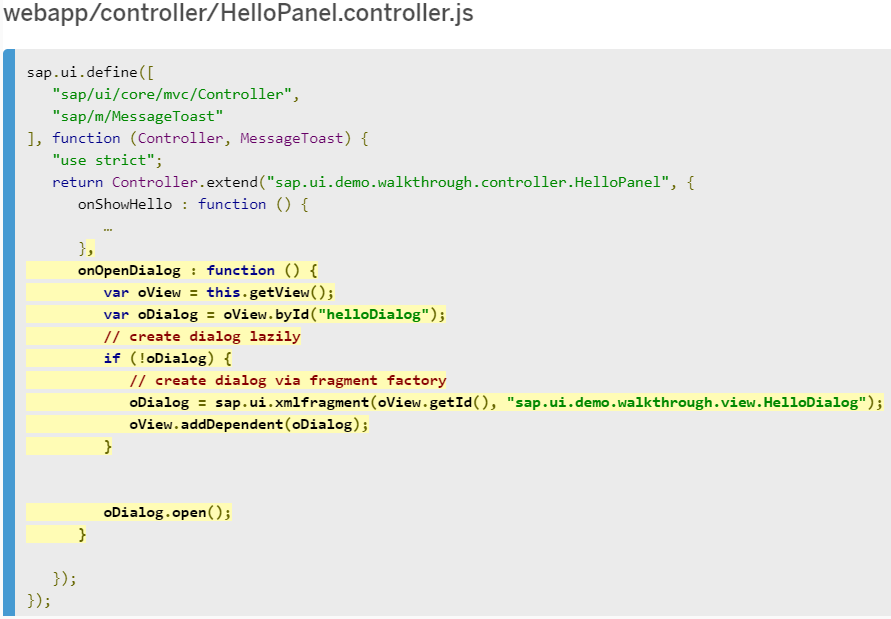 webapp/controller/HelloPanel.controller.js
sap.ui.define([
"sap/ui/core/mvc/Controller",
"sap/m/MessageToast"
], function (Controller, MessageToast) {
"use strict";
return Controller.extend("sap.ui.demo.walkthrough.controller.HelloPanel", {
onShowHello : function () {
…
},
onOpenDialog : function () {
var oView = this.getView();
var oDialog = oView.byId("helloDialog");
// create dialog lazily
if (!oDialog) {
// create dialog via fragment factory
oDialog = sap.ui.xmlfragment(oView.getId(), "sap.ui.demo.walkthrough.view.HelloDialog");
oView.addDependent(oDialog);
}
oDialog.open();
}
});
});